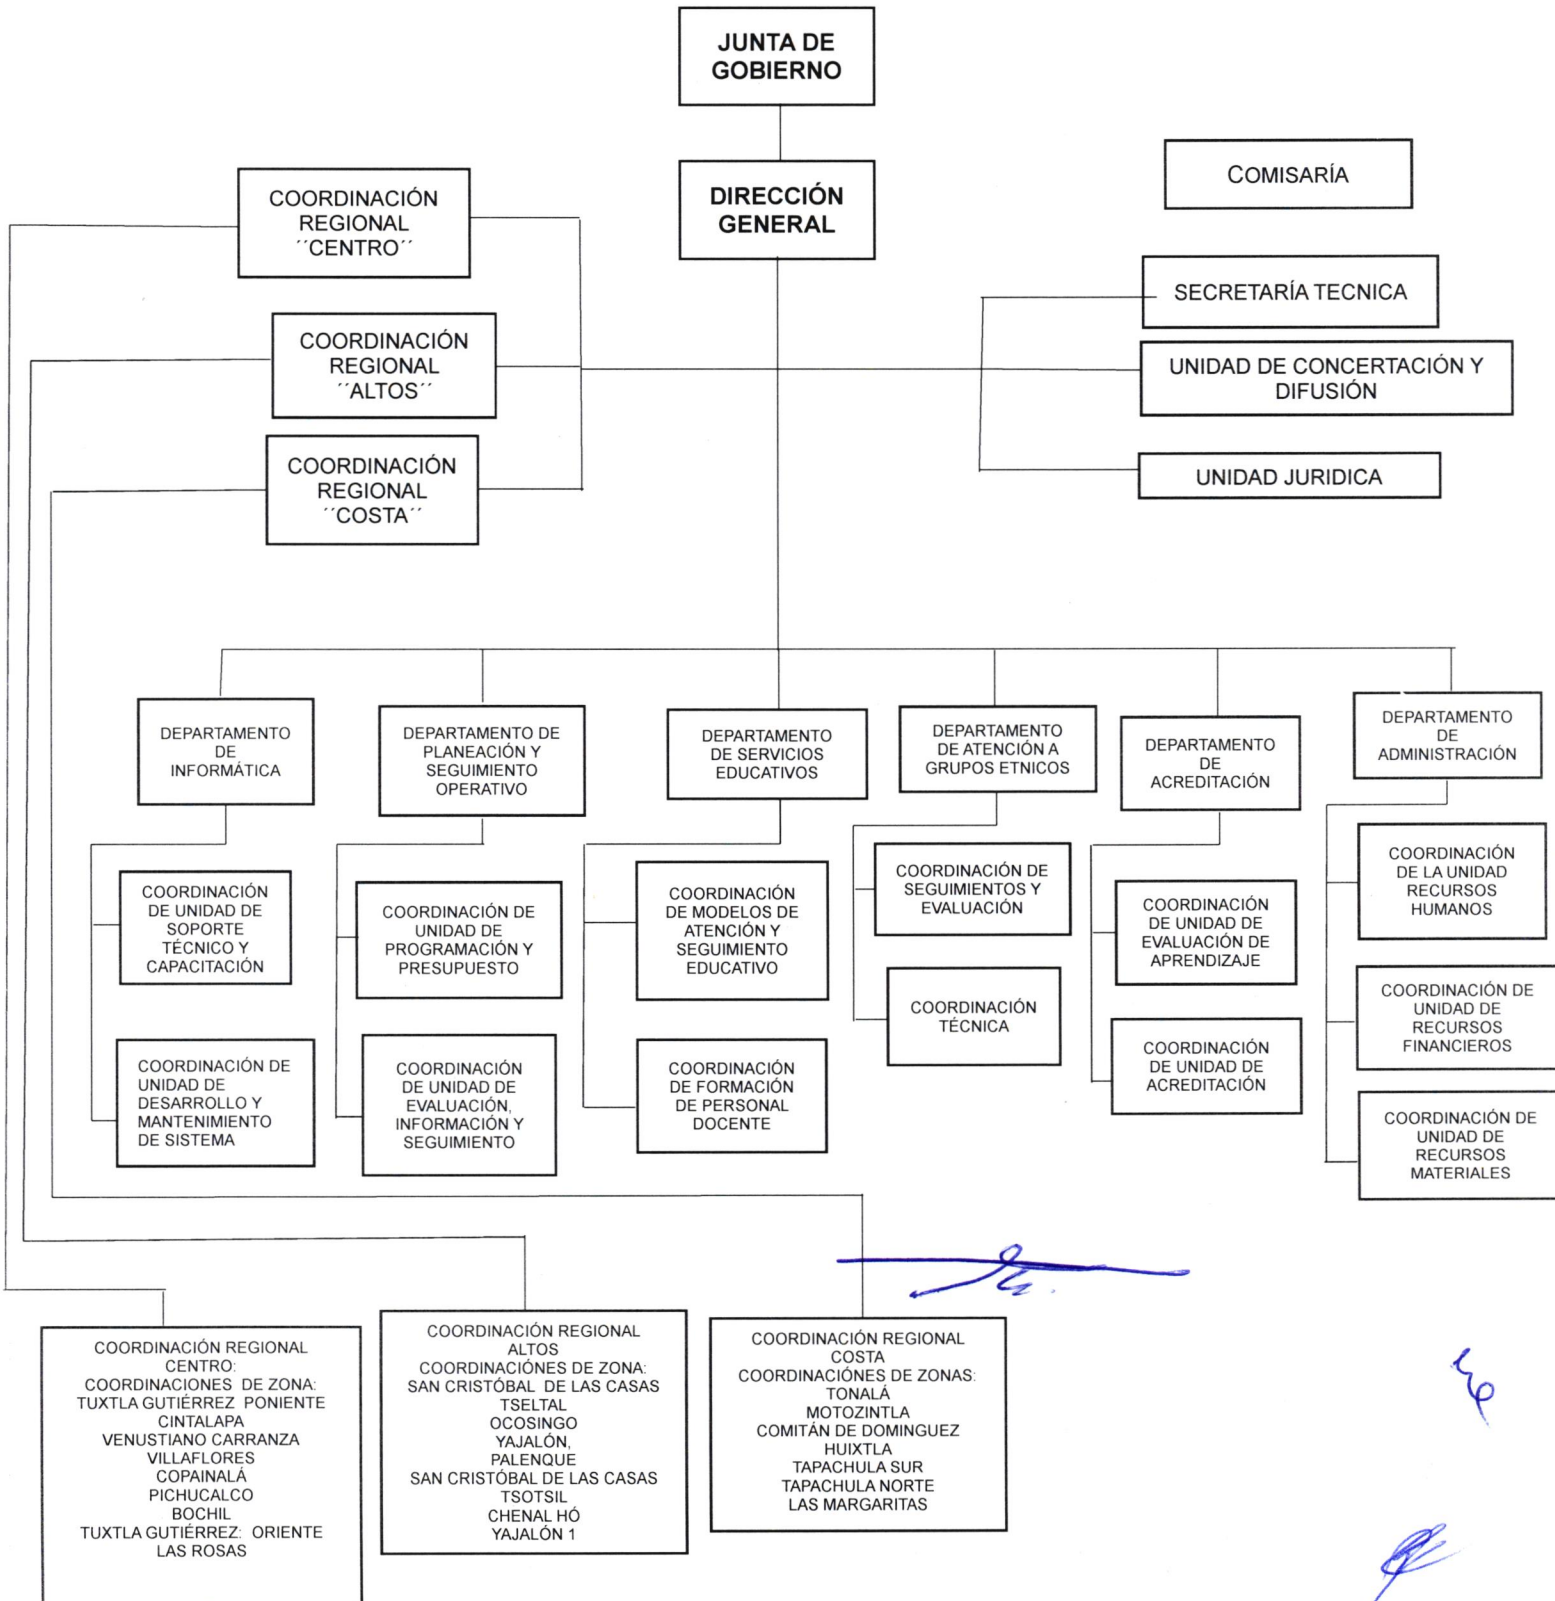 JUNTA DE
GOBIERNO
DIRECCIÓN
GENERAL
COMISARÍA
COORDINACIÓN
REGIONAL
´´CENTRO´´
SECRETARÍA TECNICA
COORDINACIÓN
REGIONAL
´´ALTOS´´
UNIDAD DE CONCERTACIÓN Y
DIFUSIÓN
COORDINACIÓN
REGIONAL
´´COSTA´´
UNIDAD JURIDICA
DEPARTAMENTO
DE
INFORMÁTICA
DEPARTAMENTO DE
PLANEACIÓN Y
SEGUIMIENTO
OPERATIVO
DEPARTAMENTO
DE SERVICIOS
EDUCATIVOS
DEPARTAMENTO
DE ATENCIÓN A
GRUPOS ETNICOS
DEPARTAMENTO
DE
ACREDITACIÓN
DEPARTAMENTO
DE
ADMINISTRACIÓN
COORDINACIÓN
DE UNIDAD DE
SOPORTE
TÉCNICO Y
CAPACITACIÓN
COORDINACIÓN DE
UNIDAD DE
PROGRAMACIÓN Y
PRESUPUESTO
COORDINACIÓN
DE MODELOS DE
ATENCIÓN Y
SEGUIMIENTO
EDUCATIVO
COORDINACIÓN DE
SEGUIMIENTOS Y
EVALUACIÓN
COORDINACIÓN
DE UNIDAD DE
EVALUACIÓN DE
APRENDIZAJE
COORDINACIÓN
DE LA UNIDAD
RECURSOS
HUMANOS
COORDINACIÓN
TÉCNICA
COORDINACIÓN DE
UNIDAD DE
RECURSOS
FINANCIEROS
COORDINACIÓN DE
UNIDAD DE
DESARROLLO Y
MANTENIMIENTO
DE SISTEMA
COORDINACIÓN
DE UNIDAD DE
EVALUACIÓN,
INFORMACIÓN Y
SEGUIMIENTO
COORDINACIÓN
DE FORMACIÓN
DE PERSONAL
DOCENTE
COORDINACIÓN
DE UNIDAD DE
ACREDITACIÓN
COORDINACIÓN DE
UNIDAD DE
RECURSOS
MATERIALES
COORDINACIÓN REGIONAL
CENTRO:
COORDINACIONES DE ZONA:
TUXTLA GUTIÉRREZ PONIENTE
CINTALAPA
VENUSTIANO CARRANZA
VILLAFLORES
COPAINALÁ
PICHUCALCO
BOCHIL
TUXTLA GUTIÉRREZ: ORIENTE
LAS ROSAS
COORDINACIÓN REGIONAL
ALTOS
COORDINACIÓNES DE ZONA:
SAN CRISTÓBAL DE LAS CASAS
TSELTAL
OCOSINGO
YAJALÓN,
PALENQUE
SAN CRISTÓBAL DE LAS CASAS
TSOTSIL
CHENAL HÓ
YAJALÓN 1
COORDINACIÓN REGIONAL
COSTA
COORDINACIÓNES DE ZONAS:
TONALÁ
MOTOZINTLA
COMITÁN DE DOMINGUEZ
HUIXTLA
TAPACHULA SUR
TAPACHULA NORTE
LAS MARGARITAS